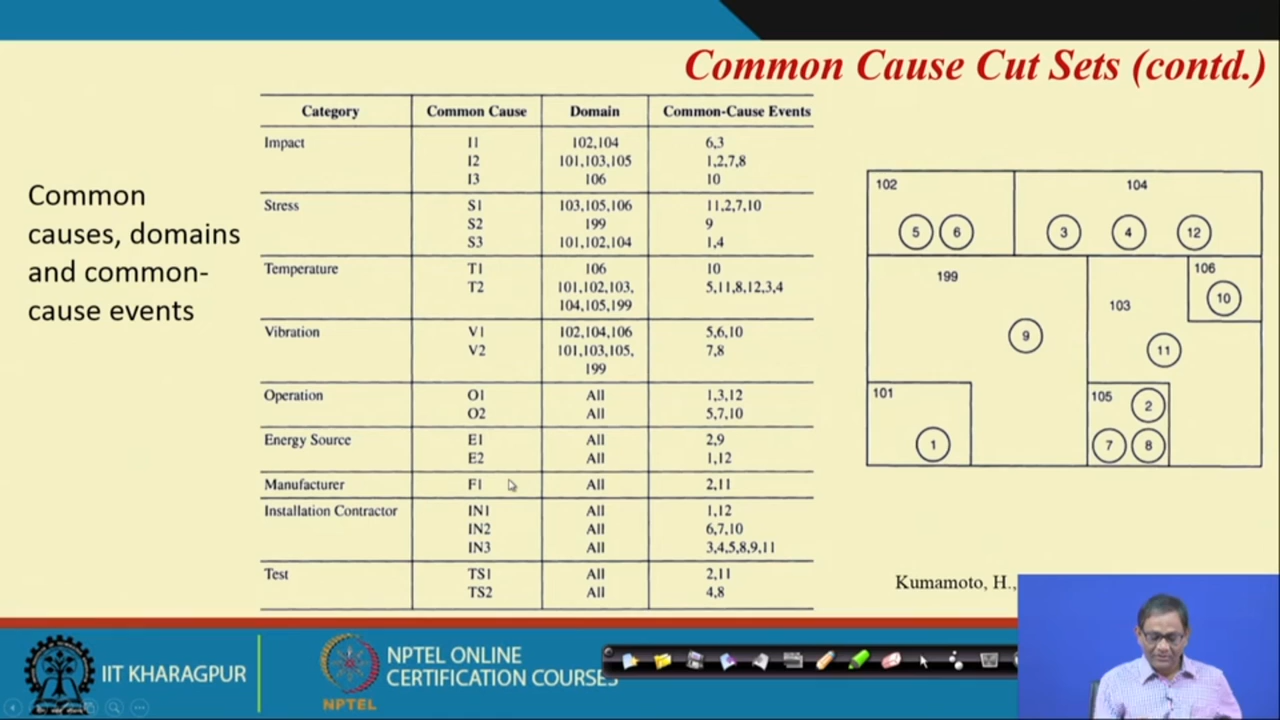 Common Cause Cut Sets (contd.)
Common
causes, domains
and common-
cause events
Category Common Cause Domain Common-Cause Events
Impact I1 102,104 6,3
I2 101,103,105 1,2,7,8
I3 106 10
Stress S1 103,105,106 11,2,7,10
S2 199 9
S3 101,102,104 1,4
Temperature T1 106 10
T2 101,102,103, 5,11,8,12,3,4
104,105,199
Vibration V1 102,104,106 5,6,10
V2 101,103,105, 7,8
199
Operation O1 All 1,3,12
O2 All 5,7,10
Energy Source E1 All 2,9
E2 All 1,12
Manufacturer F1 All 2,11
Installation Contractor IN1 All 1,12
IN2 All 6,7,10
IN3 All 3,4,5,8,9,11
Test TS1 All 2,11
TS2 All 4,8
102 104
5 6 3 4 12
199 103 106
10
9 11
101 105 2
1 7 8
Kumamoto, H.,
IIT KHARAGPUR
NPTEL
NPTEL ONLINE
CERTIFICATION COURSES